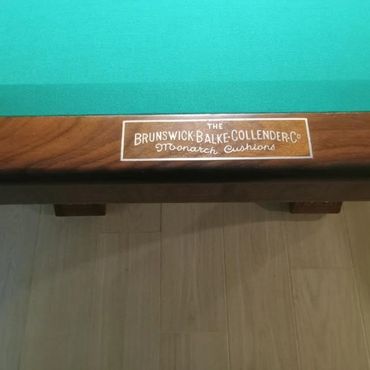 THE
BRUNSWICK-BALKE-COLLENDER-Co
Monarch Cushions